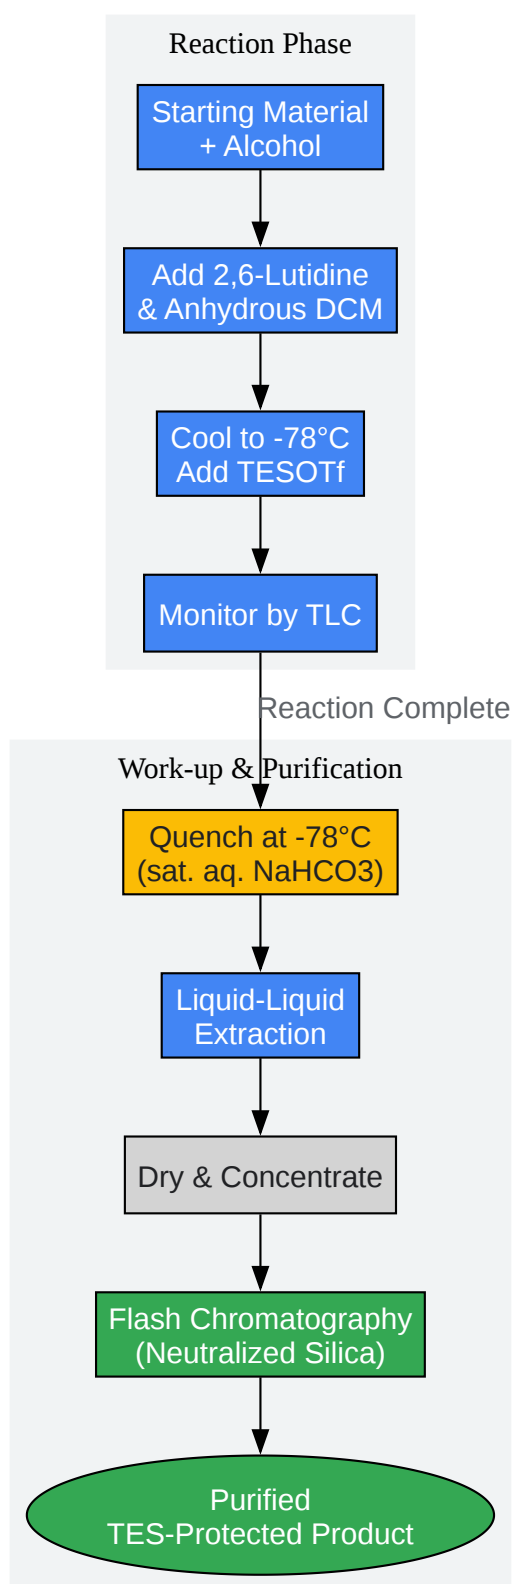 Reaction Phase
Starting Material
+ Alcohol
Add 2,6-Lutidine
& Anhydrous DCM
Cool to -78°C
Add TESOTf
Monitor by TLC
Reaction Complete
Work-up & Purification
Quench at -78°C
(sat. aq. NaHCO3)
Liquid-Liquid
Extraction
Dry & Concentrate
Flash Chromatography
(Neutralized Silica)
Purified
TES-Protected Product